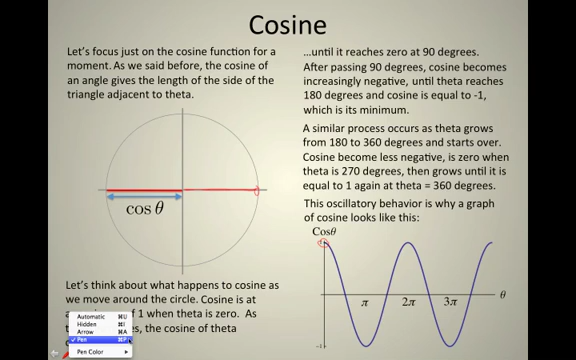 Cosine
Let's focus just on the cosine function for a
moment. As we said before, the cosine of
an angle gives the length of the side of the
triangle adjacent to theta.
cos θ
Let's think about what happens to cosine as
we move around the circle. Cosine is at
f 1 when theta is zero. As
es, the cosine of theta
Automatic ⌘U
Hidden ⌘I
Arrow ⌘A
✓ Pen ⌘P
Pen Color ▶
...until it reaches zero at 90 degrees.
After passing 90 degrees, cosine becomes
increasingly negative, until theta reaches
180 degrees and cosine is equal to -1,
which is its minimum.
A similar process occurs as theta grows
from 180 to 360 degrees and starts over.
Cosine become less negative, is zero when
theta is 270 degrees, then grows until it is
equal to 1 again at theta = 360 degrees.
This oscillatory behavior is why a graph
of cosine looks like this:
Cosθ
π 2π 3π θ
-1